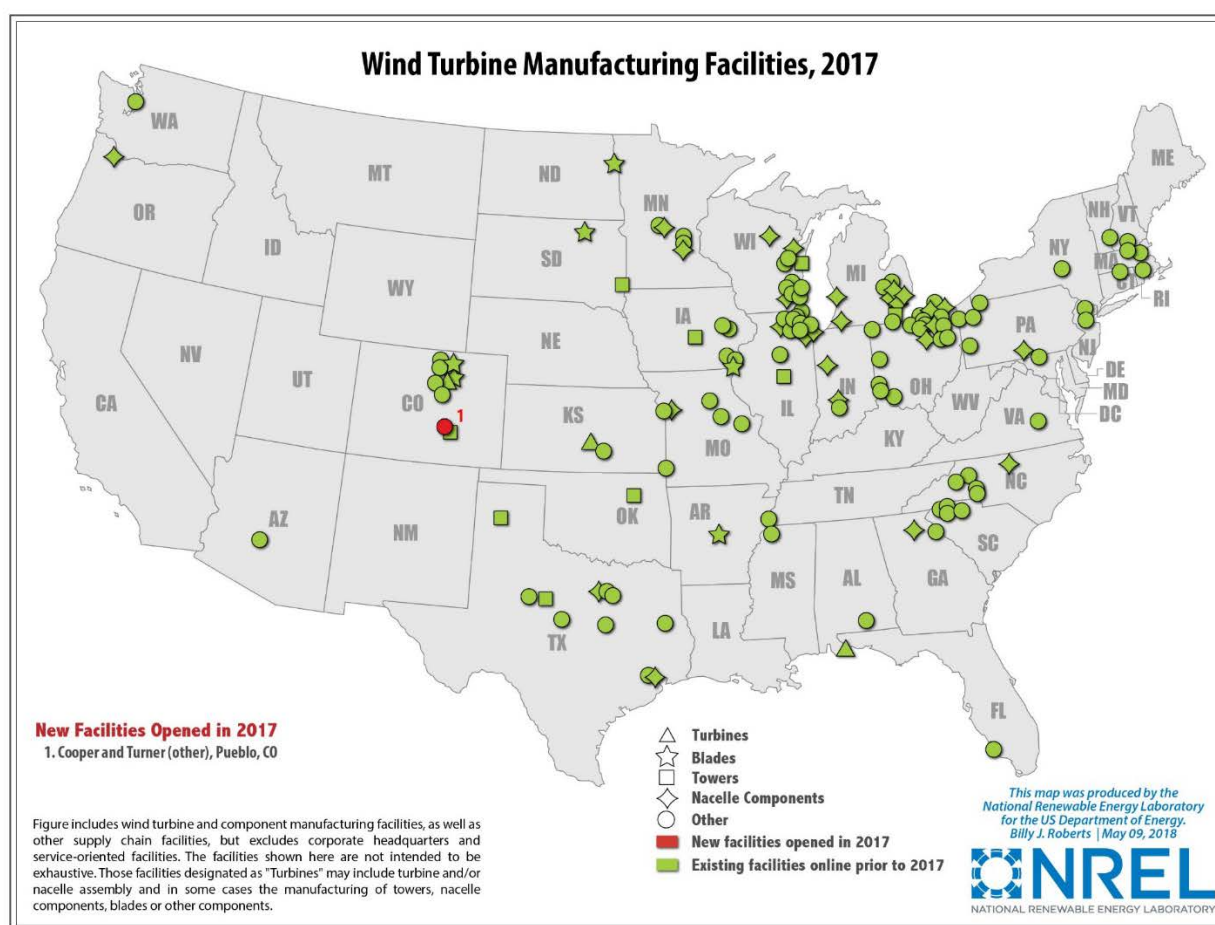 Wind Turbine Manufacturing Facilities, 2017
WA
MT
ND
MN
ME
OR
ID
SD
WI
MI
NH
VT
NY
MA
CT
RI
WY
IA
NE
PA
NJ
NV
UT
CA
CO
1
KS
MO
IL
IN
OH
WV
VA
DE
MD
DC
KY
AZ
NM
OK
AR
TN
NC
SC
MS
AL
GA
TX
LA
FL
New Facilities Opened in 2017
1. Cooper and Turner (other), Pueblo, CO
Turbines
Blades
Towers
Nacelle Components
Other
New facilities opened in 2017
Existing facilities online prior to 2017
Figure includes wind turbine and component manufacturing facilities, as well as
other supply chain facilities, but excludes corporate headquarters and
service-oriented facilities. The facilities shown here are not intended to be
exhaustive. Those facilities designated as "Turbines" may include turbine and/or
nacelle assembly and in some cases the manufacturing of towers, nacelle
components, blades or other components.
This map was produced by the
National Renewable Energy Laboratory
for the US Department of Energy.
Billy J. Roberts | May 09, 2018
NREL
NATIONAL RENEWABLE ENERGY LABORATORY